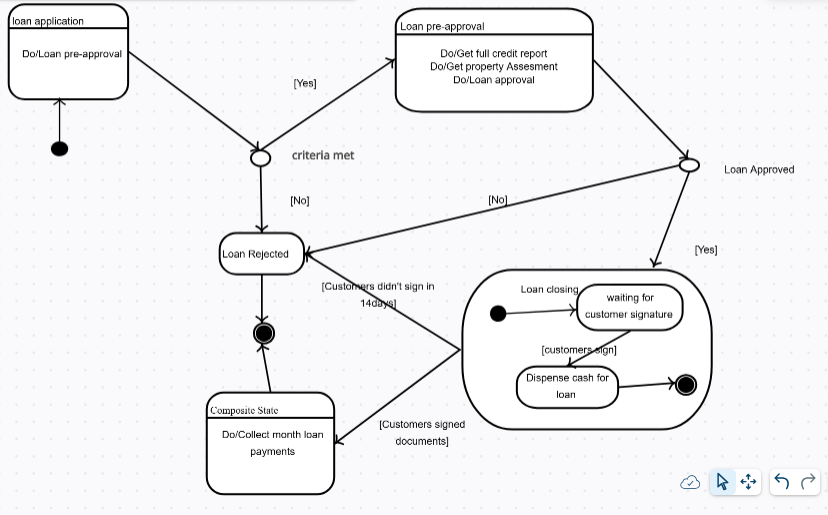 loan application
Do/Loan pre-approval
Loan pre-approval
Do/Get full credit report
Do/Get property Assesment
Do/Loan approval
[Yes]
criteria met
Loan Approved
[No]
[No]
[Yes]
Loan Rejected
[Customers didn't sign in
14days]
Loan closing
waiting for
customer signature
[customers sign]
Dispense cash for
loan
Composite State
Do/Collect month loan
payments
[Customers signed
documents]